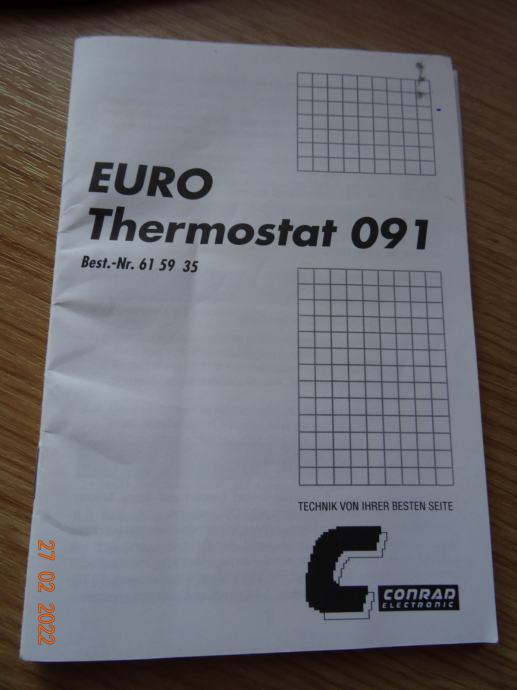 EURO
Thermostat 091
Best.-Nr. 61 59 35
TECHNIK VON IHRER BESTEN SEITE
CONRAD
ELECTRONIC
27 02 2022